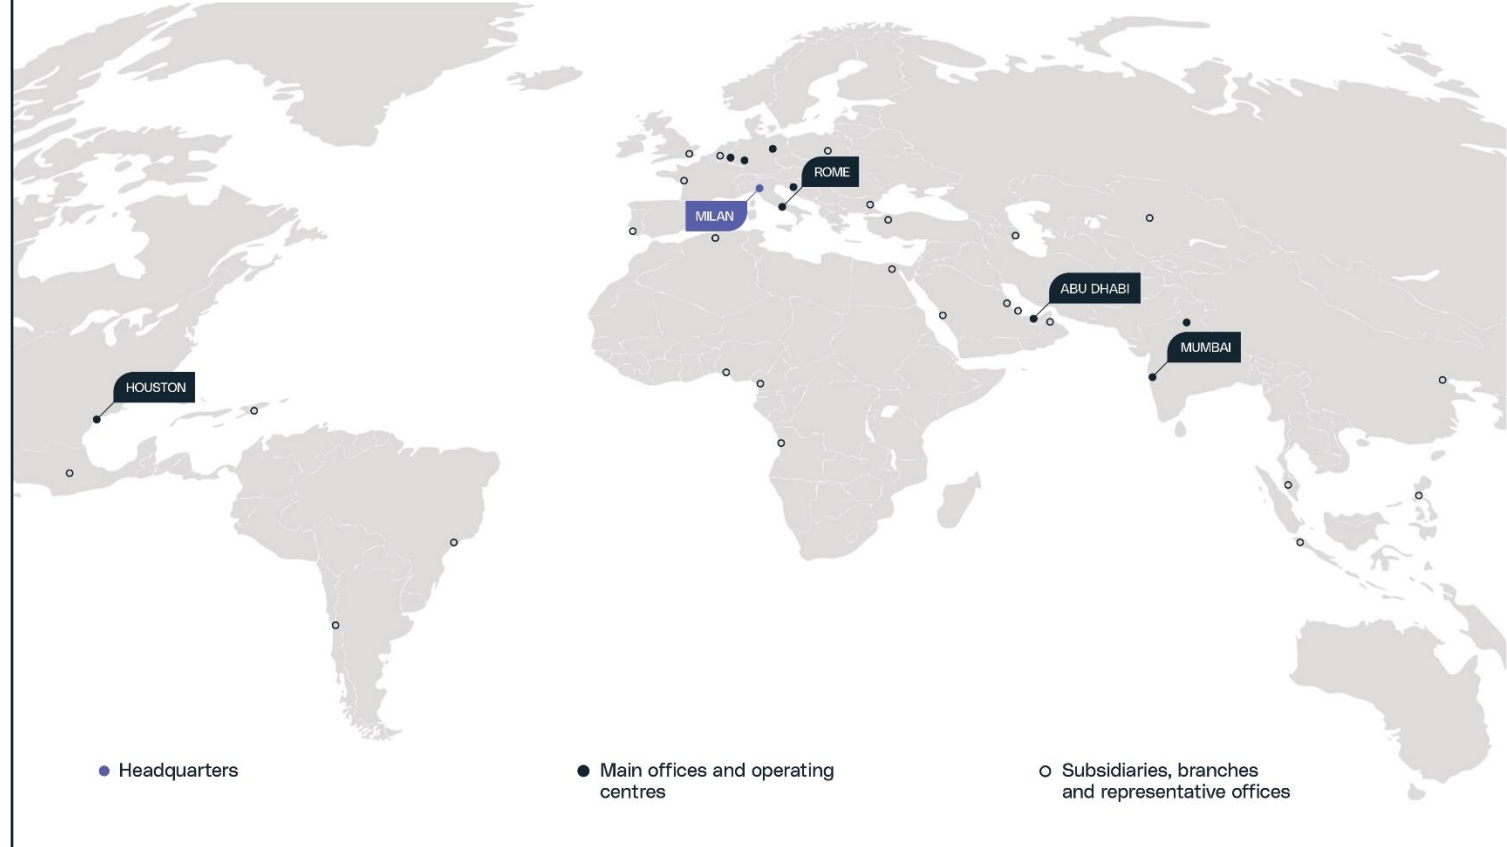 ROME
MILAN
ABU DHABI
MUMBAI
HOUSTON
Headquarters
Main offices and operating
centres
Subsidiaries, branches
and representative offices